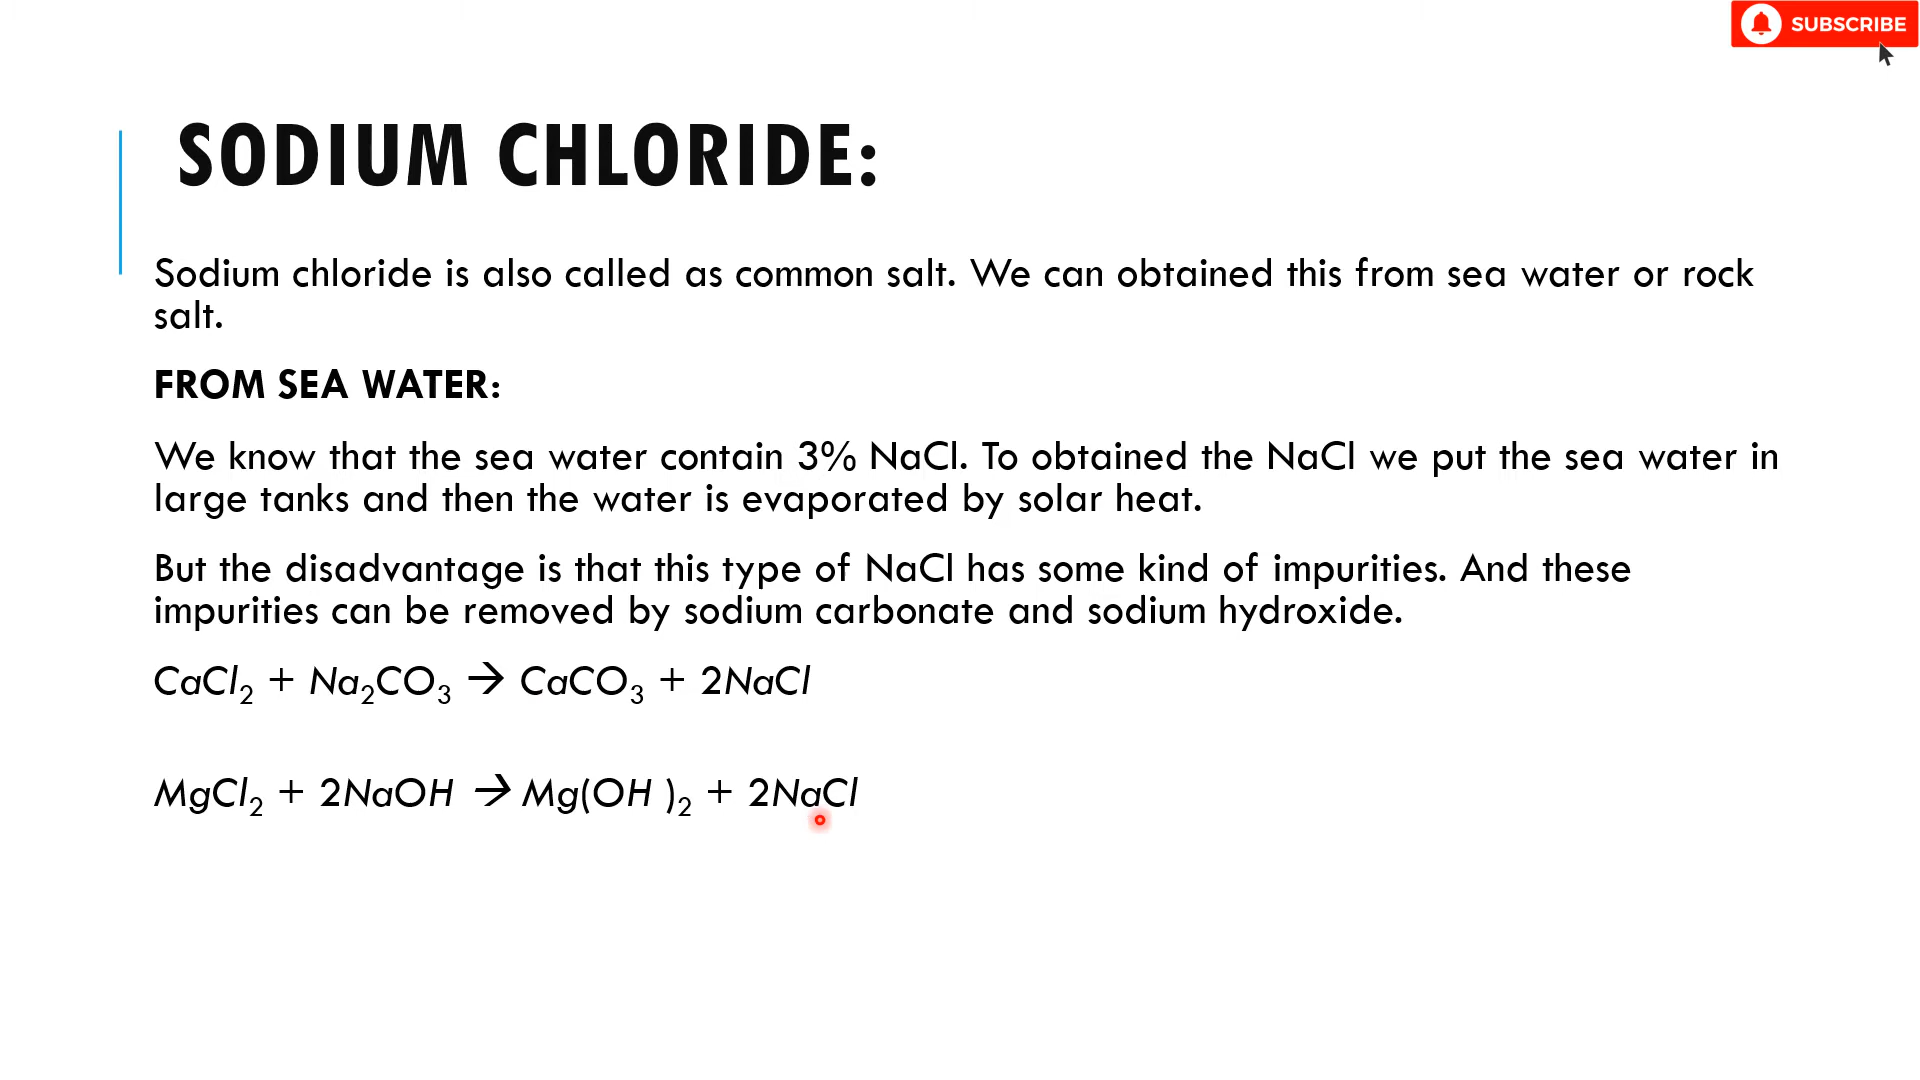 SUBSCRIBE
SODIUM CHLORIDE:
Sodium chloride is also called as common salt. We can obtained this from sea water or rock
salt.
FROM SEA WATER:
We know that the sea water contain 3% NaCl. To obtained the NaCl we put the sea water in
large tanks and then the water is evaporated by solar heat.
But the disadvantage is that this type of NaCl has some kind of impurities. And these
impurities can be removed by sodium carbonate and sodium hydroxide.
CaCl₂ + Na₂CO₃ → CaCO₃ + 2NaCl
MgCl₂ + 2NaOH → Mg(OH )₂ + 2NaCl